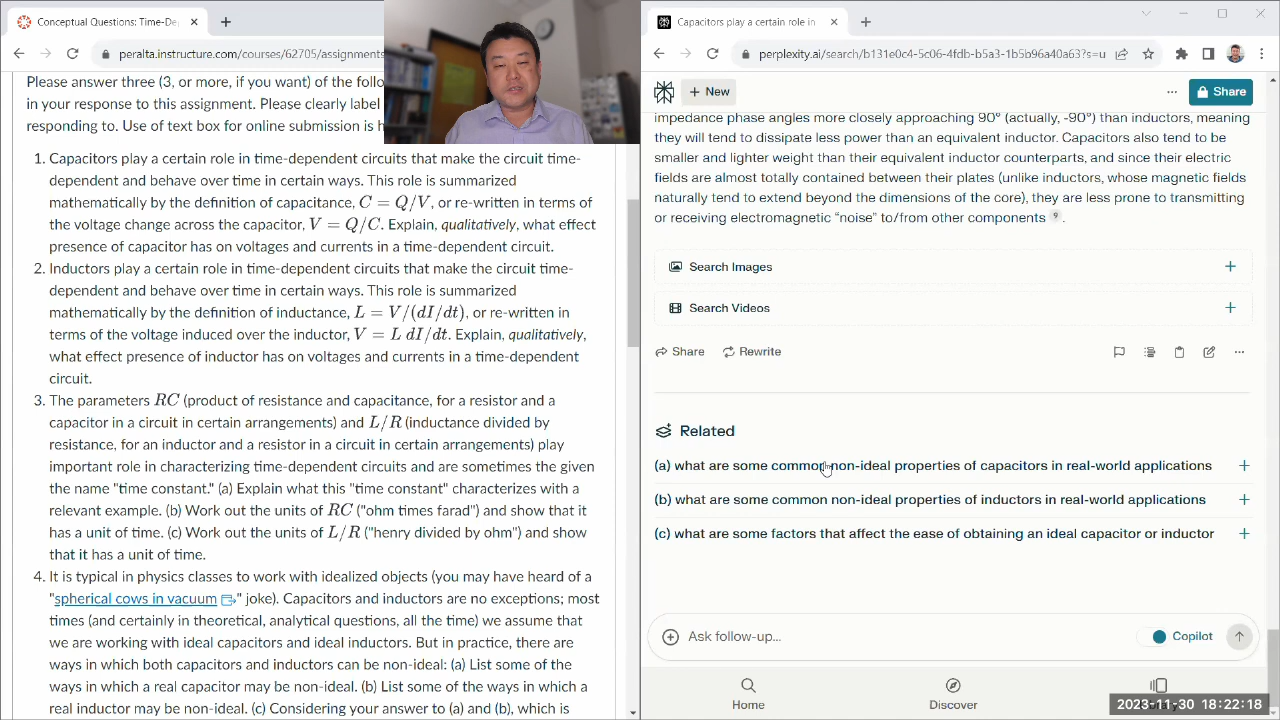 Conceptual Questions: Time-De
peralta.instructure.com/courses/62705/assignments
Please answer three (3, or more, if you want) of the follo
in your response to this assignment. Please clearly label
responding to. Use of text box for online submission is h
1. Capacitors play a certain role in time-dependent circuits that make the circuit time-
dependent and behave over time in certain ways. This role is summarized
mathematically by the definition of capacitance, C = Q/V, or re-written in terms of
the voltage change across the capacitor, V = Q/C. Explain, qualitatively, what effect
presence of capacitor has on voltages and currents in a time-dependent circuit.
2. Inductors play a certain role in time-dependent circuits that make the circuit time-
dependent and behave over time in certain ways. This role is summarized
mathematically by the definition of inductance, L = V/(dI/dt), or re-written in
terms of the voltage induced over the inductor, V = L dI/dt. Explain, qualitatively,
what effect presence of inductor has on voltages and currents in a time-dependent
circuit.
3. The parameters RC (product of resistance and capacitance, for a resistor and a
capacitor in a circuit in certain arrangements) and L/R (inductance divided by
resistance, for an inductor and a resistor in a circuit in certain arrangements) play
important role in characterizing time-dependent circuits and are sometimes the given
the name "time constant." (a) Explain what this "time constant" characterizes with a
relevant example. (b) Work out the units of RC ("ohm times farad") and show that it
has a unit of time. (c) Work out the units of L/R ("henry divided by ohm") and show
that it has a unit of time.
4. It is typical in physics classes to work with idealized objects (you may have heard of a
"spherical cows in vacuum" joke). Capacitors and inductors are no exceptions; most
times (and certainly in theoretical, analytical questions, all the time) we assume that
we are working with ideal capacitors and ideal inductors. But in practice, there are
ways in which both capacitors and inductors can be non-ideal: (a) List some of the
ways in which a real capacitor may be non-ideal. (b) List some of the ways in which a
real inductor may be non-ideal. (c) Considering your answer to (a) and (b), which is
Capacitors play a certain role in
New
Share
impedance phase angles more closely approaching 90° (actually, -90°) than inductors, meaning
they will tend to dissipate less power than an equivalent inductor. Capacitors also tend to be
smaller and lighter weight than their equivalent inductor counterparts, and since their electric
fields are almost totally contained between their plates (unlike inductors, whose magnetic fields
naturally tend to extend beyond the dimensions of the core), they are less prone to transmitting
or receiving electromagnetic "noise" to/from other components 9 .
Search Images
Search Videos
Share Rewrite
Related
(a) what are some common non-ideal properties of capacitors in real-world applications
(b) what are some common non-ideal properties of inductors in real-world applications
(c) what are some factors that affect the ease of obtaining an ideal capacitor or inductor
Ask follow-up...
Copilot
Home
Discover
2023-11-30 18:22:18